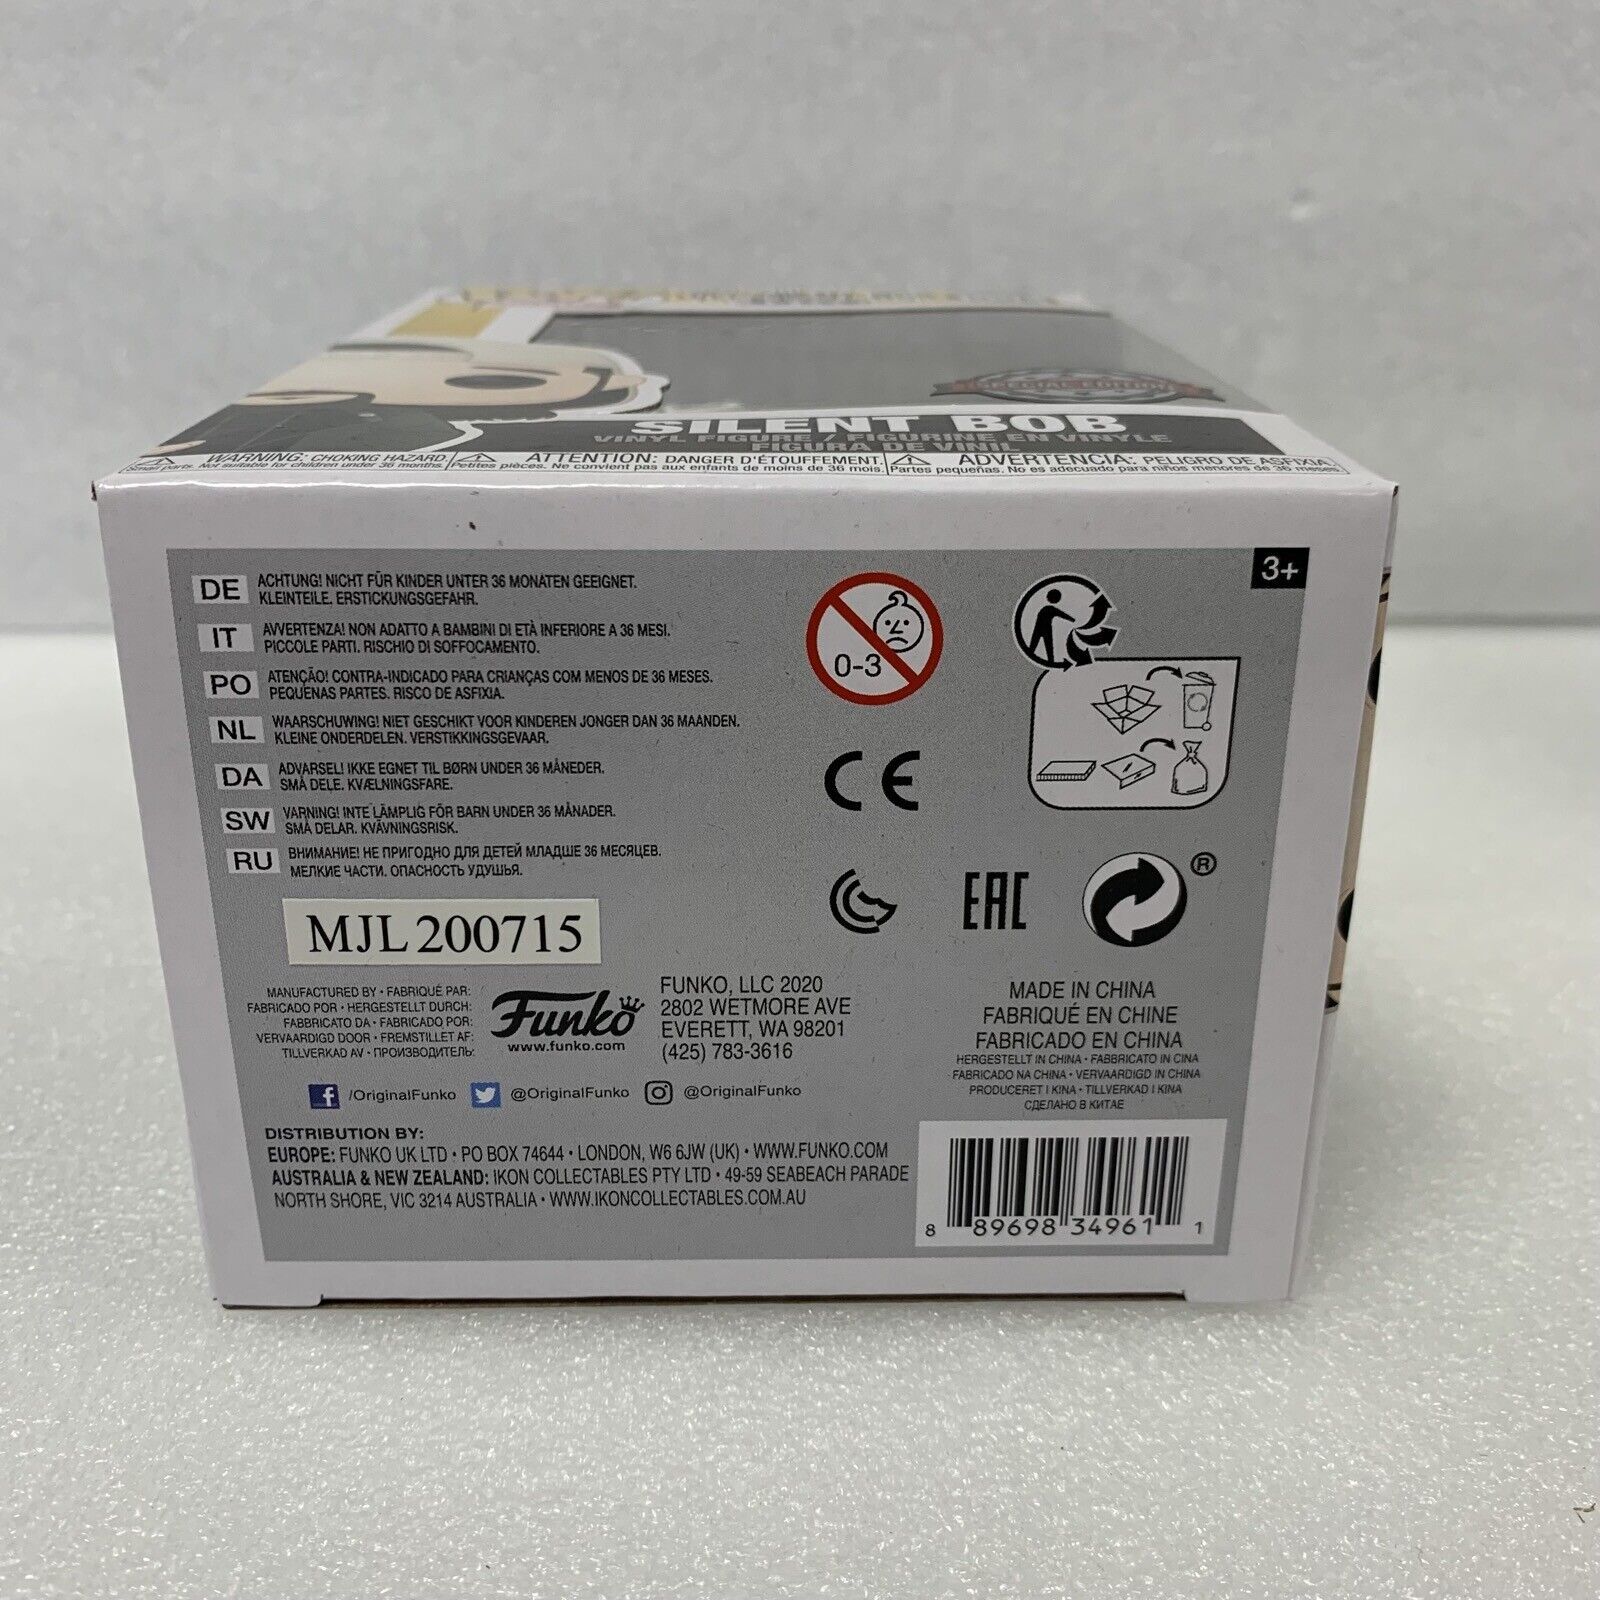 SPECIAL EDITION
SILENT BOB
VINYL FIGURE / FIGURINE EN VINYLE
FIGURA DE VINIL
WARNING: CHOKING HAZARD.
Small parts. Not suitable for children under 36 months.
ATTENTION: DANGER D'ÉTOUFFEMENT.
Petites pièces. Ne convient pas aux enfants de moins de 36 mois.
ADVERTENCIA: PELIGRO DE ASFIXIA.
Partes pequeñas. No es adecuado para niños menores de 36 meses.
3+
DE ACHTUNG! NICHT FÜR KINDER UNTER 36 MONATEN GEEIGNET.
KLEINTEILE. ERSTICKUNGSGEFAHR.
IT AVVERTENZA! NON ADATTO A BAMBINI DI ETÀ INFERIORE A 36 MESI.
PICCOLE PARTI. RISCHIO DI SOFFOCAMENTO.
PO ATENÇÃO! CONTRA-INDICADO PARA CRIANÇAS COM MENOS DE 36 MESES.
PEQUENAS PARTES. RISCO DE ASFIXIA.
NL WAARSCHUWING! NIET GESCHIKT VOOR KINDEREN JONGER DAN 36 MAANDEN.
KLEINE ONDERDELEN. VERSTIKKINGSGEVAAR.
DA ADVARSEL! IKKE EGNET TIL BØRN UNDER 36 MÅNEDER.
SMÅ DELE. KVÆLNINGSFARE.
SW VARNING! INTE LÄMPLIG FÖR BARN UNDER 36 MÅNADER.
SMÅ DELAR. KVÄVNINGSRISK.
RU ВНИМАНИЕ! НЕ ПРИГОДНО ДЛЯ ДЕТЕЙ МЛАДШЕ 36 МЕСЯЦЕВ.
МЕЛКИЕ ЧАСТИ. ОПАСНОСТЬ УДУШЬЯ.
0-3
CE
EAC
®
MJL 200715
MANUFACTURED BY • FABRIQUÉ PAR:
FABRICADO POR • HERGESTELLT DURCH:
FABBRICATO DA • FABRICADO POR:
VERVAARDIGD DOOR • FREMSTILLET AF:
TILLVERKAD AV • ПРОИЗВОДИТЕЛЬ:
Funko
www.funko.com
FUNKO, LLC 2020
2802 WETMORE AVE
EVERETT, WA 98201
(425) 783-3616
MADE IN CHINA
FABRIQUÉ EN CHINE
FABRICADO EN CHINA
HERGESTELLT IN CHINA • FABBRICATO IN CINA
FABRICADO NA CHINA • VERVAARDIGD IN CHINA
PRODUCERET I KINA • TILLVERKAD I KINA
СДЕЛАНО В КИТАЕ
f /OriginalFunko @OriginalFunko @OriginalFunko
DISTRIBUTION BY:
EUROPE: FUNKO UK LTD • PO BOX 74644 • LONDON, W6 6JW (UK) • WWW.FUNKO.COM
AUSTRALIA & NEW ZEALAND: IKON COLLECTABLES PTY LTD • 49-59 SEABEACH PARADE
NORTH SHORE, VIC 3214 AUSTRALIA • WWW.IKONCOLLECTABLES.COM.AU
8 89698 34961 1